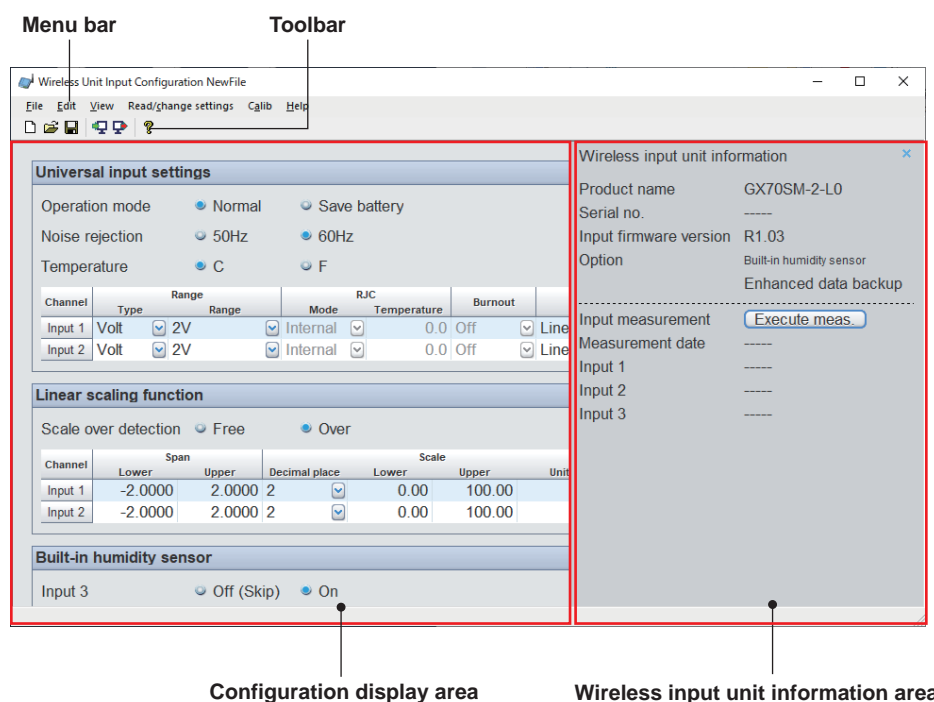 Menu bar
Toolbar
Wireless Unit Input Configuration NewFile
File Edit View Read/change settings Calib Help
Universal input settings
Operation mode Normal Save battery
Noise rejection 50Hz 60Hz
Temperature C F
Channel Range RJC Burnout
Type Range Mode Temperature
Input 1 Volt 2V Internal 0.0 Off Line
Input 2 Volt 2V Internal 0.0 Off Line
Linear scaling function
Scale over detection Free Over
Channel Span Scale
Lower Upper Decimal place Lower Upper Unit
Input 1 -2.0000 2.0000 2 0.00 100.00
Input 2 -2.0000 2.0000 2 0.00 100.00
Built-in humidity sensor
Input 3 Off (Skip) On
Wireless input unit information
Product name GX70SM-2-L0
Serial no. -----
Input firmware version R1.03
Option Built-in humidity sensor
Enhanced data backup
Input measurement Execute meas.
Measurement date -----
Input 1 -----
Input 2 -----
Input 3 -----
Configuration display area
Wireless input unit information area